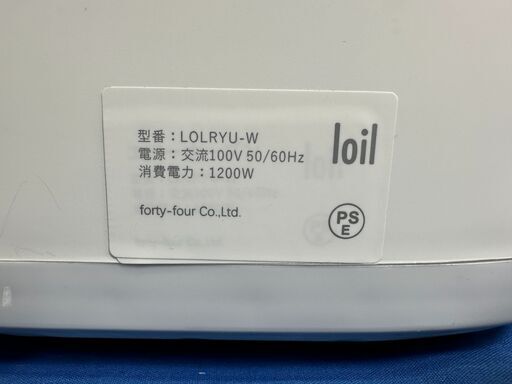 型番：LOLRYU-W
電源：交流100V 50/60Hz
消費電力：1200W
loil
forty-four Co.,Ltd.
PS
E